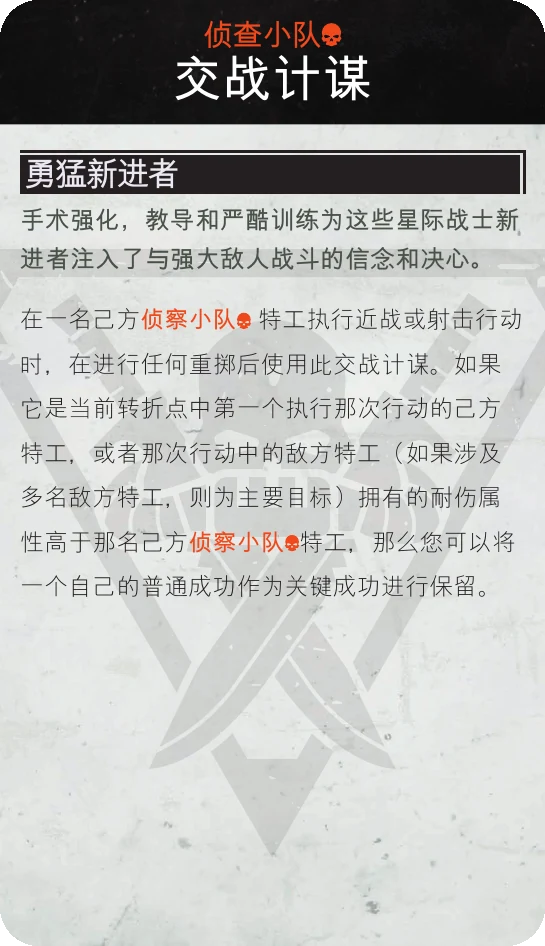 侦查小队
交战计谋
勇猛新进者
手术强化，教导和严酷训练为这些星际战士新
进者注入了与强大敌人战斗的信念和决心。
在一名己方侦察小队 特工执行近战或射击行动
时，在进行任何重掷后使用此交战计谋。如果
它是当前转折点中第一个执行那次行动的己方
特工，或者那次行动中的敌方特工（如果涉及
多名敌方特工，则为主要目标）拥有的耐伤属
性高于那名己方侦察小队特工，那么您可以将
一个自己的普通成功作为关键成功进行保留。